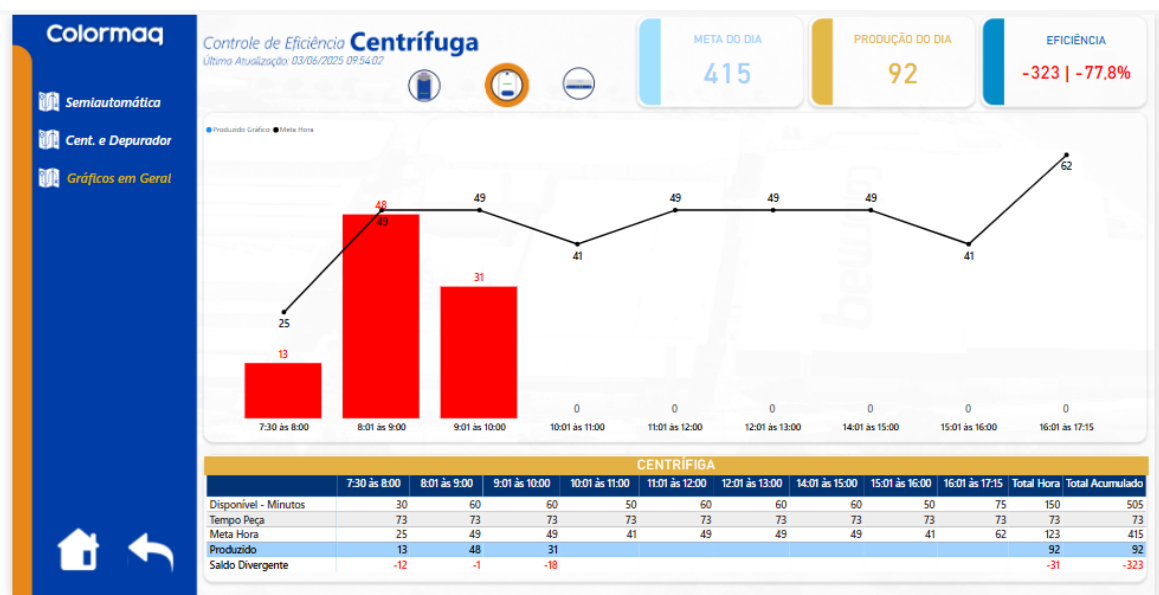 Colormaq
Semiautomática
Cent. e Depurador
Gráficos em Geral
Controle de Eficiência Centrífuga
Última Atualização: 03/06/2025 09:54:02
META DO DIA
415
PRODUÇÃO DO DIA
92
EFICIÊNCIA
-323 | -77,8%
Produzido Gráfico Meta Hora
62
49 49 49 49
48
49
41 41
31
25
13
0 0 0 0 0 0
7:30 às 8:00 8:01 às 9:00 9:01 às 10:00 10:01 às 11:00 11:01 às 12:00 12:01 às 13:00 14:01 às 15:00 15:01 às 16:00 16:01 às 17:15
CENTRÍFIGA
7:30 às 8:00 8:01 às 9:00 9:01 às 10:00 10:01 às 11:00 11:01 às 12:00 12:01 às 13:00 14:01 às 15:00 15:01 às 16:00 16:01 às 17:15 Total Hora Total Acumulado
Disponível - Minutos 30 60 60 50 60 60 60 50 75 150 505
Tempo Peça 73 73 73 73 73 73 73 73 73 73 73
Meta Hora 25 49 49 41 49 49 49 41 62 123 415
Produzido 13 48 31 92 92
Saldo Divergente -12 -1 -18 -31 -323